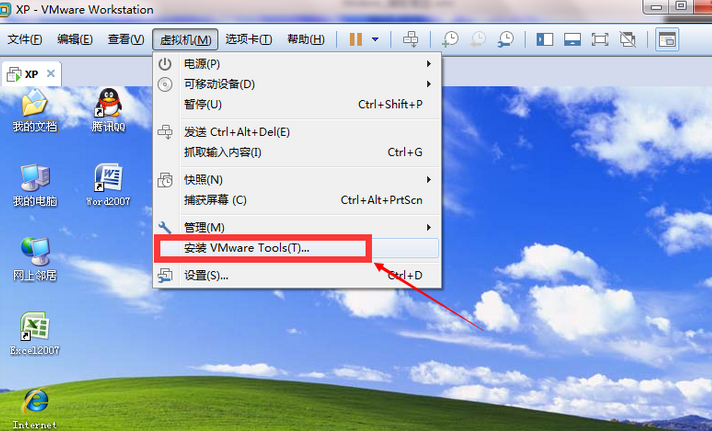 XP - VMware Workstation
文件(F) 编辑(E) 查看(V) 虚拟机(M) 选项卡(T) 帮助(H)
XP
电源(P)
可移动设备(D)
暂停(U) Ctrl+Shift+P
发送 Ctrl+Alt+Del(E)
抓取输入内容(I) Ctrl+G
快照(N)
捕获屏幕 (C) Ctrl+Alt+PrtScn
管理(M)
安装 VMware Tools(T)...
设置(S)... Ctrl+D
我的文档 腾讯QQ
我的电脑 Word2007
网上邻居
Excel2007
Internet